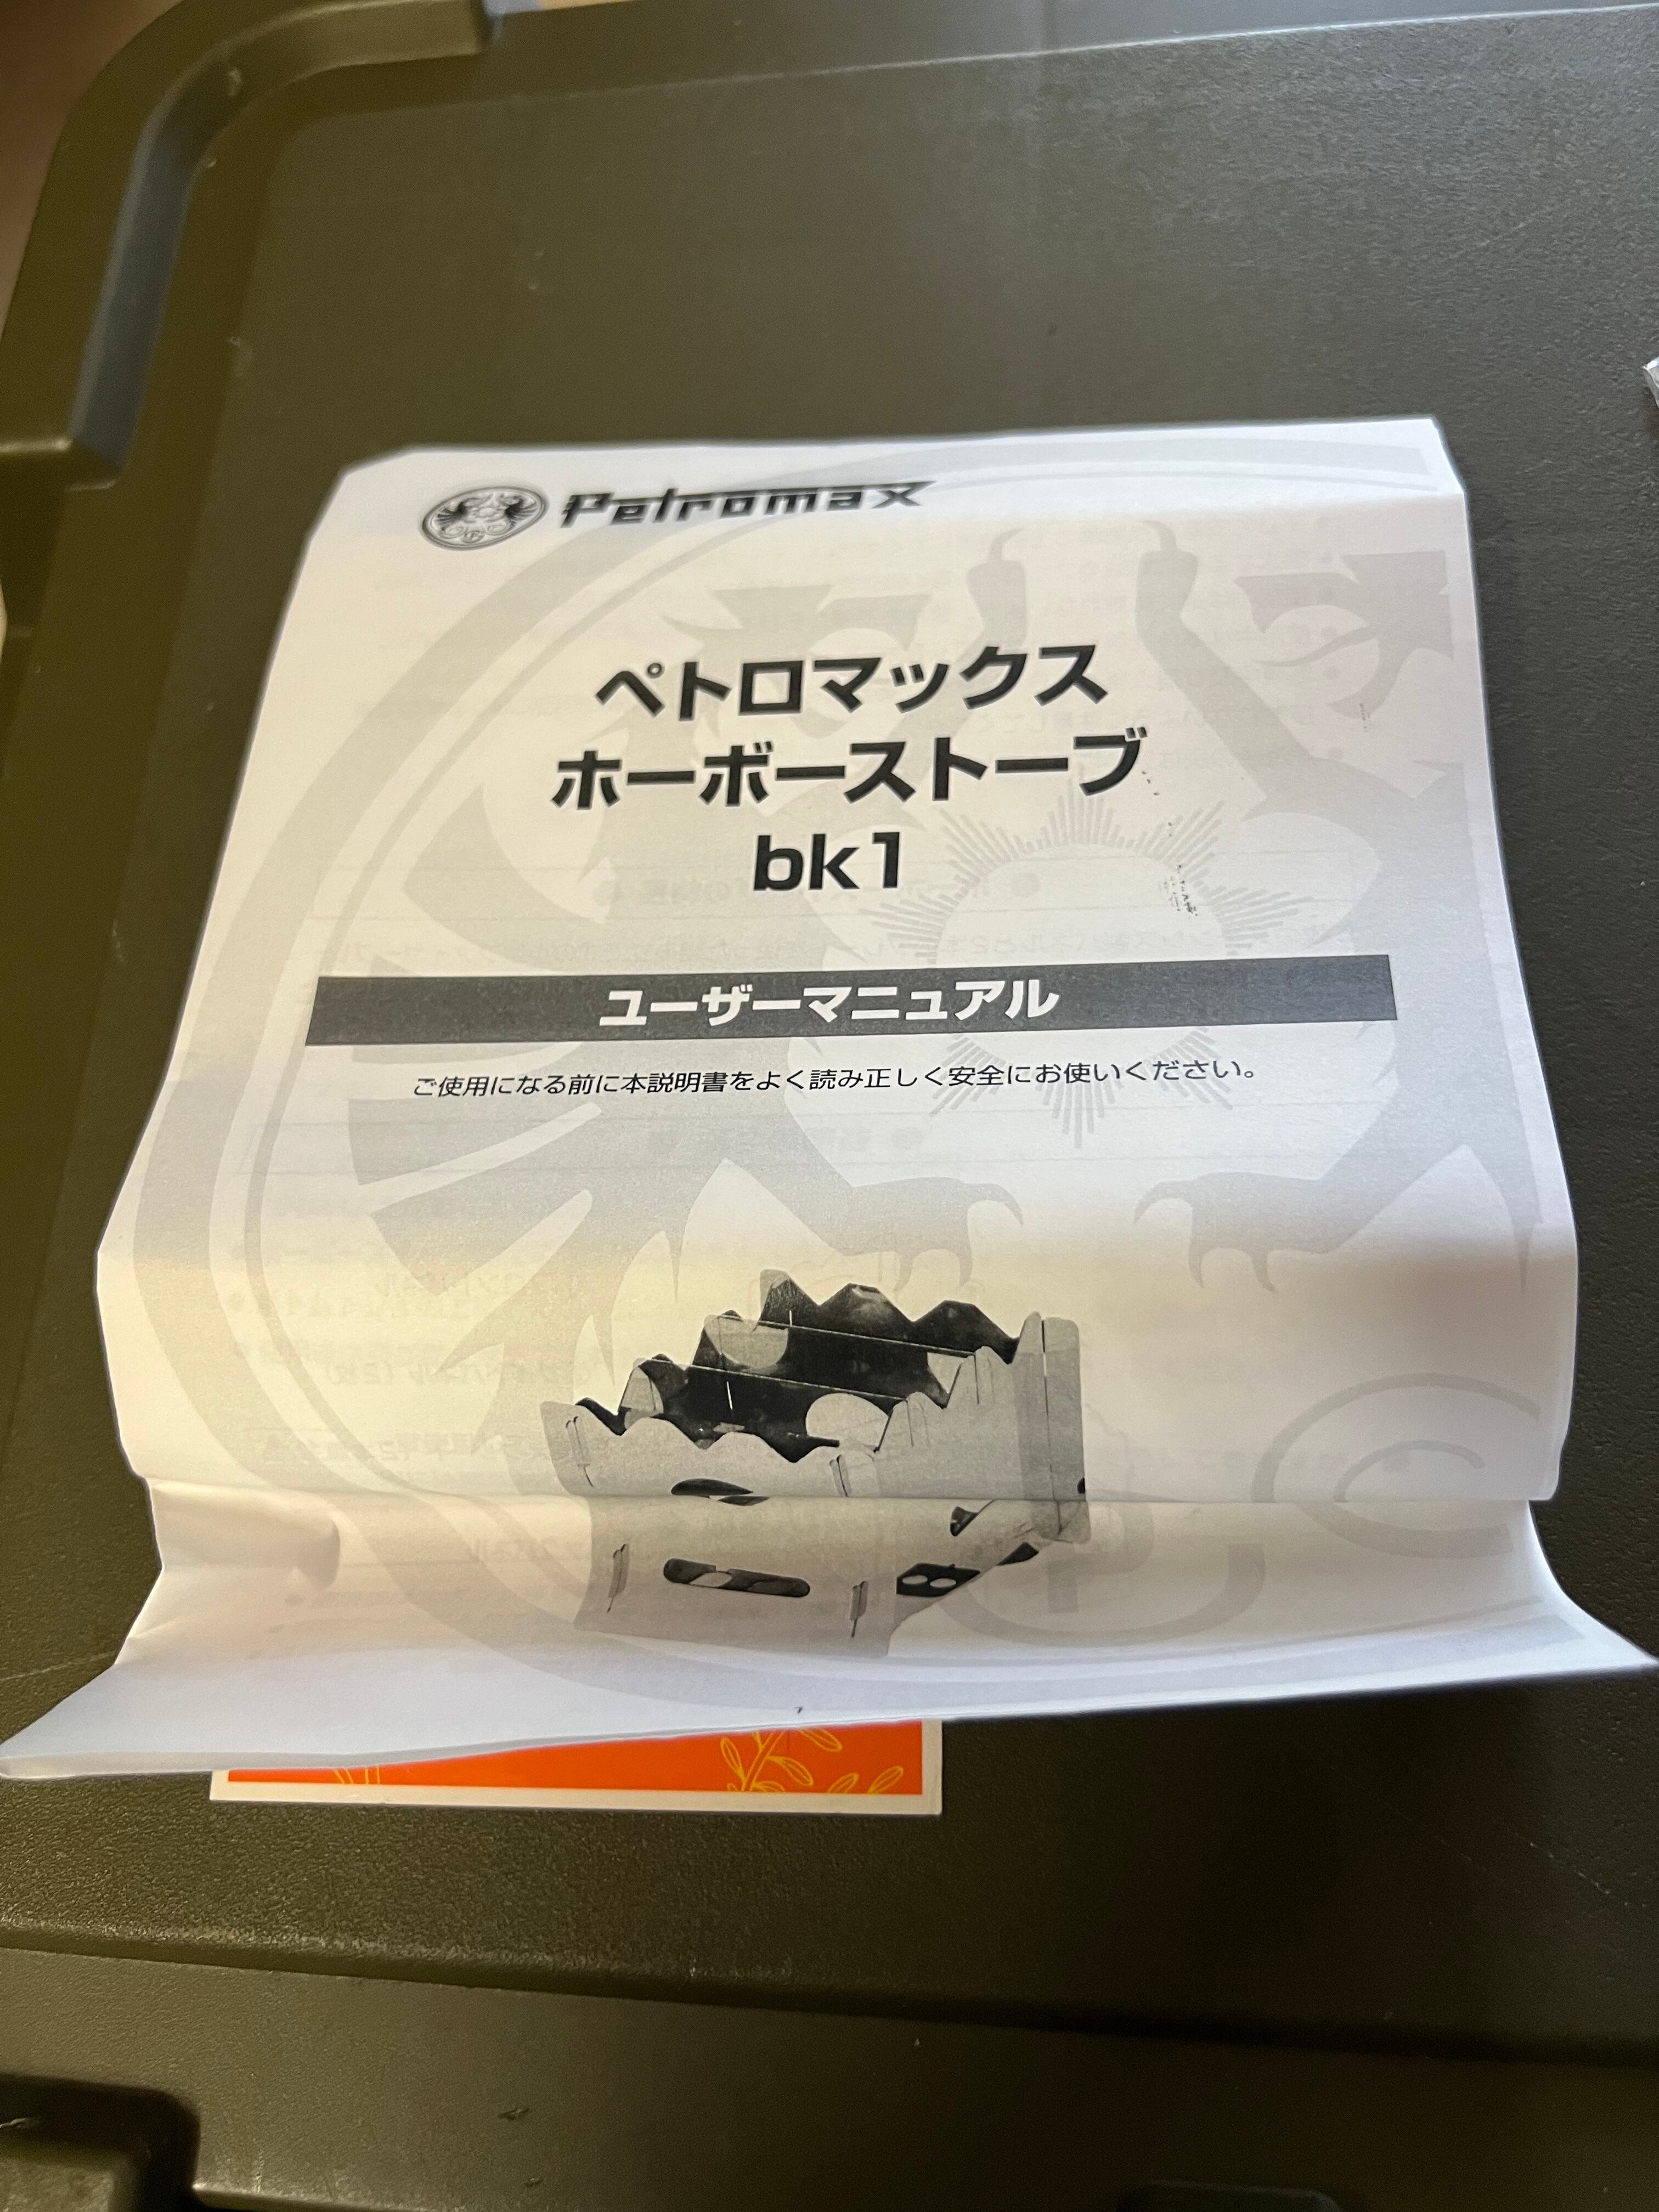 Petromax
ペトロマックス
ホーボーストーブ
bk1
ユーザーマニュアル
ご使用になる前に本説明書をよく読み正しく安全にお使いください。